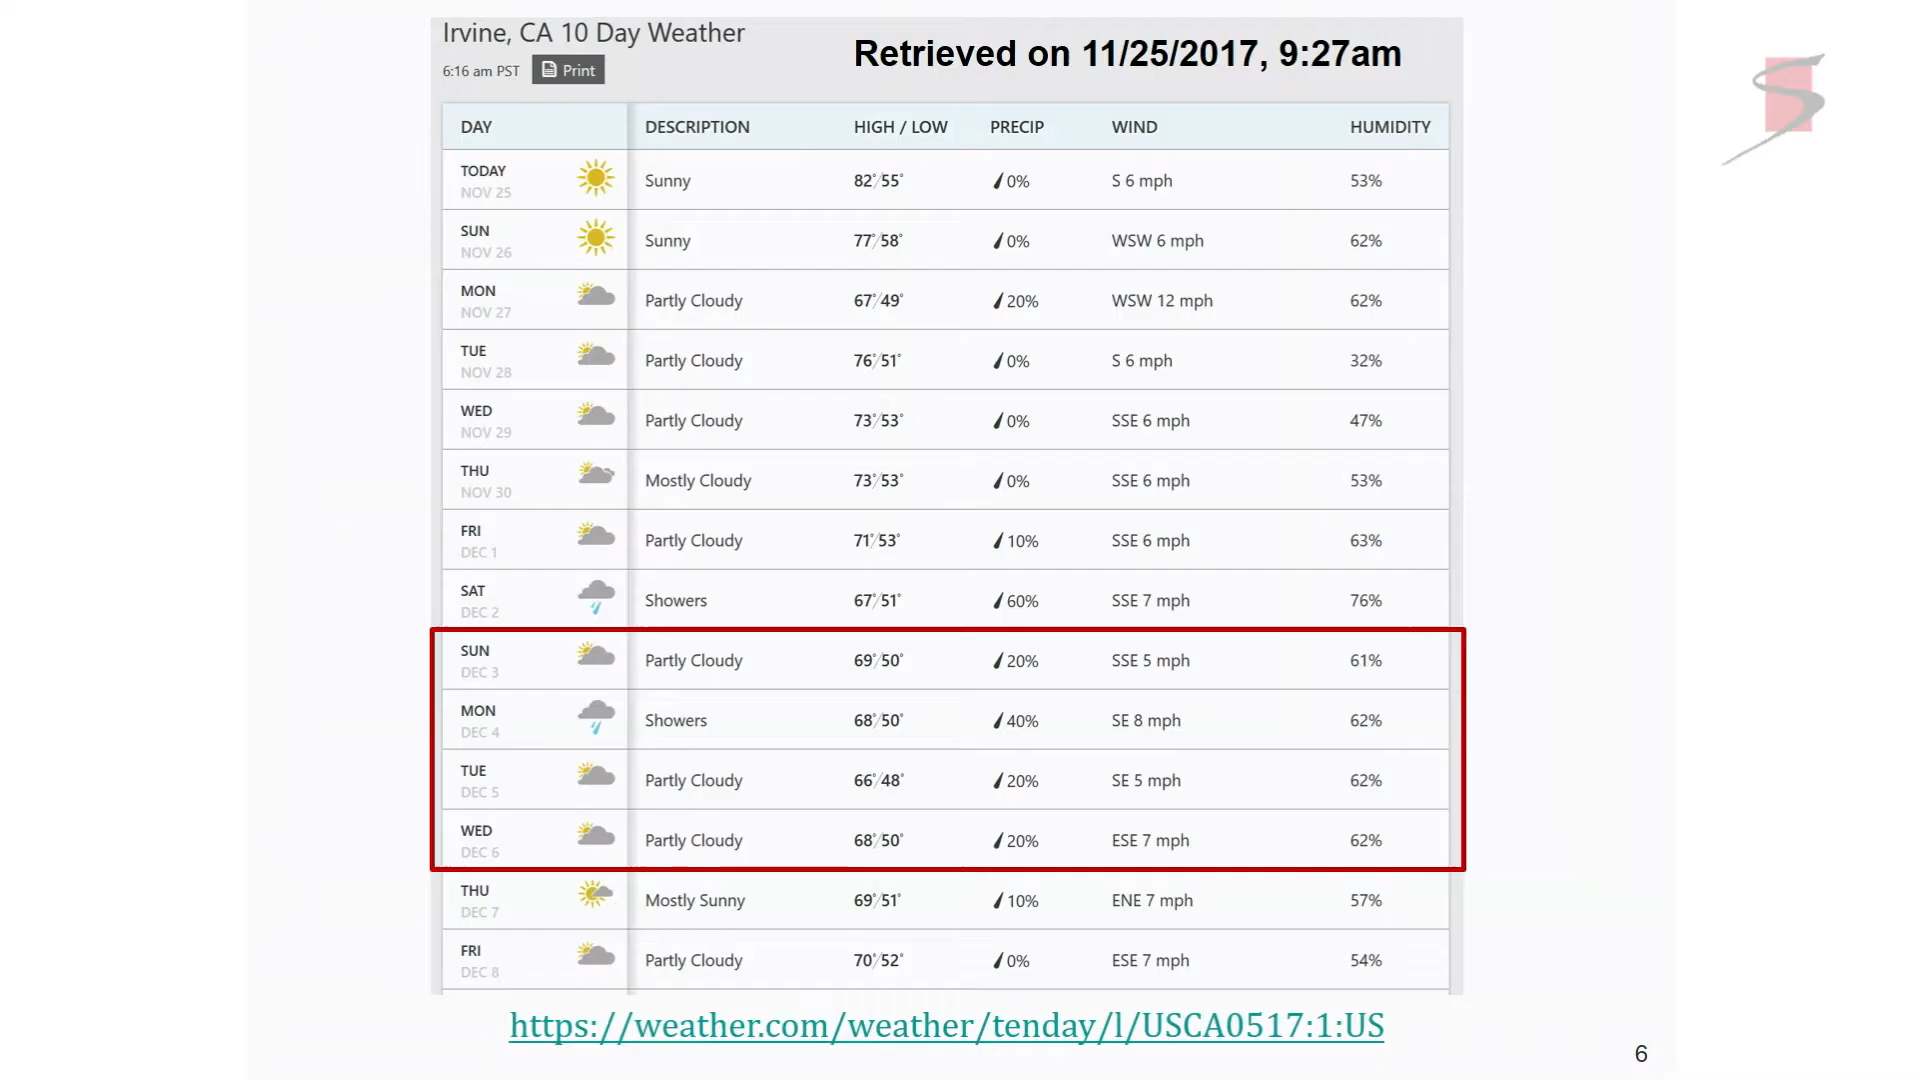 Irvine, CA 10 Day Weather
Retrieved on 11/25/2017, 9:27am
6:16 am PST Print
DAY DESCRIPTION HIGH / LOW PRECIP WIND HUMIDITY
TODAY
NOV 25
Sunny 82°/55° 0% S 6 mph 53%
SUN
NOV 26
Sunny 77°/58° 0% WSW 6 mph 62%
MON
NOV 27
Partly Cloudy 67°/49° 20% WSW 12 mph 62%
TUE
NOV 28
Partly Cloudy 76°/51° 0% S 6 mph 32%
WED
NOV 29
Partly Cloudy 73°/53° 0% SSE 6 mph 47%
THU
NOV 30
Mostly Cloudy 73°/53° 0% SSE 6 mph 53%
FRI
DEC 1
Partly Cloudy 71°/53° 10% SSE 6 mph 63%
SAT
DEC 2
Showers 67°/51° 60% SSE 7 mph 76%
SUN
DEC 3
Partly Cloudy 69°/50° 20% SSE 5 mph 61%
MON
DEC 4
Showers 68°/50° 40% SE 8 mph 62%
TUE
DEC 5
Partly Cloudy 66°/48° 20% SE 5 mph 62%
WED
DEC 6
Partly Cloudy 68°/50° 20% ESE 7 mph 62%
THU
DEC 7
Mostly Sunny 69°/51° 10% ENE 7 mph 57%
FRI
DEC 8
Partly Cloudy 70°/52° 0% ESE 7 mph 54%
https://weather.com/weather/tenday/l/USCA0517:1:US
6